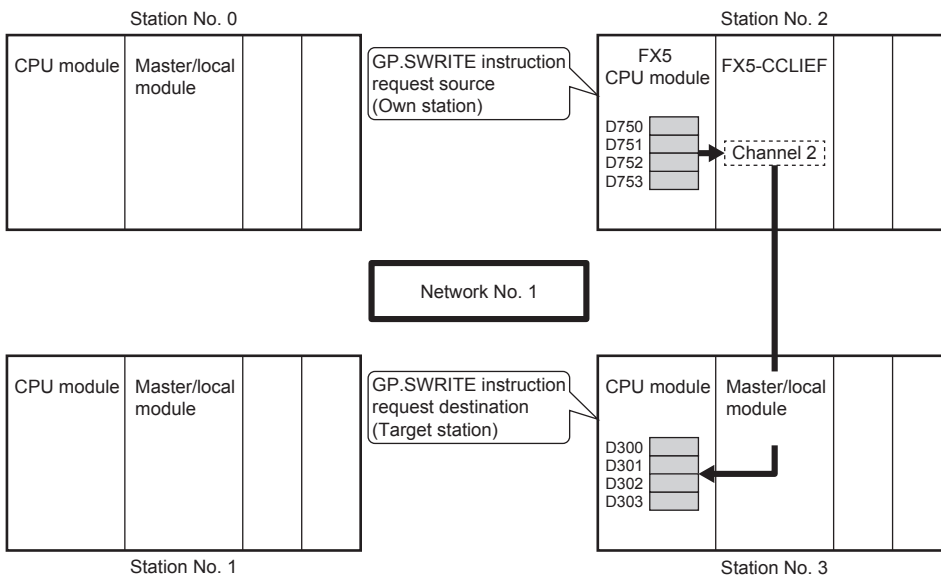 Station No. 0
CPU module
Master/local
module
GP.SWRITE instruction
request source
(Own station)
Station No. 2
FX5
CPU module
FX5-CCLIEF
D750
D751
D752
D753
Channel 2
Network No. 1
CPU module
Master/local
module
Station No. 1
GP.SWRITE instruction
request destination
(Target station)
CPU module
Master/local
module
D300
D301
D302
D303
Station No. 3